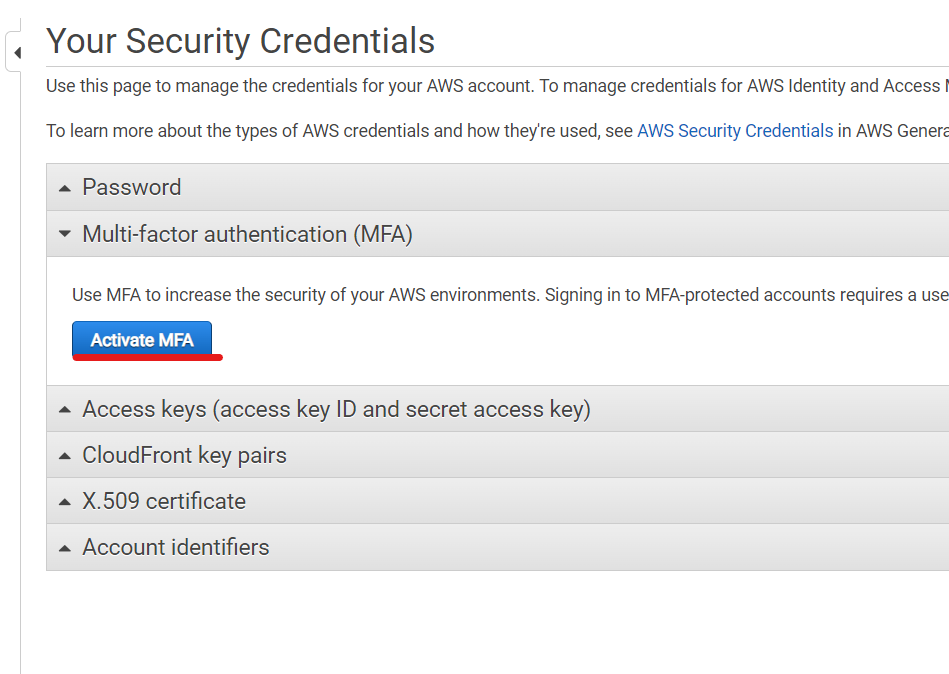 Your Security Credentials
Use this page to manage the credentials for your AWS account. To manage credentials for AWS Identity and Access
To learn more about the types of AWS credentials and how they're used, see AWS Security Credentials in AWS Genera
Password
Multi-factor authentication (MFA)
Use MFA to increase the security of your AWS environments. Signing in to MFA-protected accounts requires a use
Activate MFA
Access keys (access key ID and secret access key)
CloudFront key pairs
X.509 certificate
Account identifiers